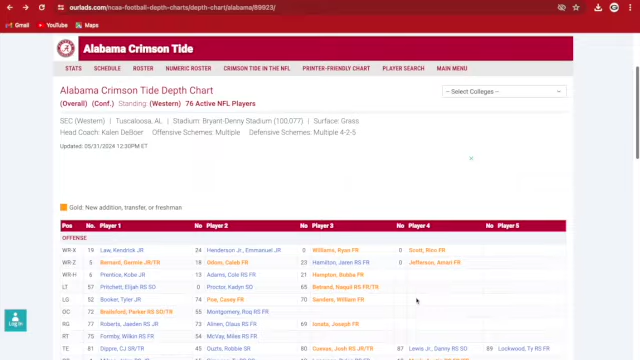 ourlads.com/ncaa-football-depth-charts/depth-chart/alabama/89923/
Gmail YouTube Maps
Alabama Crimson Tide
STATS SCHEDULE ROSTER NUMERIC ROSTER CRIMSON TIDE IN THE NFL PRINTER-FRIENDLY CHART PLAYER SEARCH MAIN MENU
Alabama Crimson Tide Depth Chart
-- Select Colleges --
(Overall) (Conf.) Standing: (Western) 76 Active NFL Players
SEC (Western) | Tuscaloosa, AL | Stadium: Bryant-Denny Stadium (100,077) | Surface: Grass
Head Coach: Kalen DeBoer Offensive Schemes: Multiple Defensive Schemes: Multiple 4-2-5
Updated: 05/31/2024 12:30PM ET
Gold: New addition, transfer, or freshman
Pos No. Player 1 No Player 2 No Player 3 No Player 4 No Player 5
OFFENSE
WR-X 19 Law, Kendrick JR 24 Henderson Jr., Emmanuel JR 0 Williams, Ryan FR 0 Scott, Rico FR
WR-Z 5 Bernard, Germie JR/TR 18 Odom, Caleb FR 23 Hamilton, Jaren RS FR 0 Jefferson, Amari FR
WR-H 6 Prentice, Kobe JR 13 Adams, Cole RS FR 21 Hampton, Bubba FR
LT 57 Pritchett, Elijah RS SO 0 Proctor, Kadyn SO 65 Betrand, Naquil RS FR/TR
LG 52 Booker, Tyler JR 74 Poe, Casey FR 70 Sanders, William FR
OC 72 Brailsford, Parker RS SO/TR 55 Montgomery, Roq RS FR
RG 77 Roberts, Jaeden RS JR 73 Alinen, Olaus RS FR 69 Ionata, Joseph FR
RT 75 Formby, Wilkin RS FR 54 McVay, Miles RS FR
TE 81 Dippre, CJ SR/TR 45 Ouzts, Robbie SR 80 Cuevas, Josh RS JR/TR 87 Lewis Jr., Danny RS SO 89 Lockwood, Ty RS FR
Login